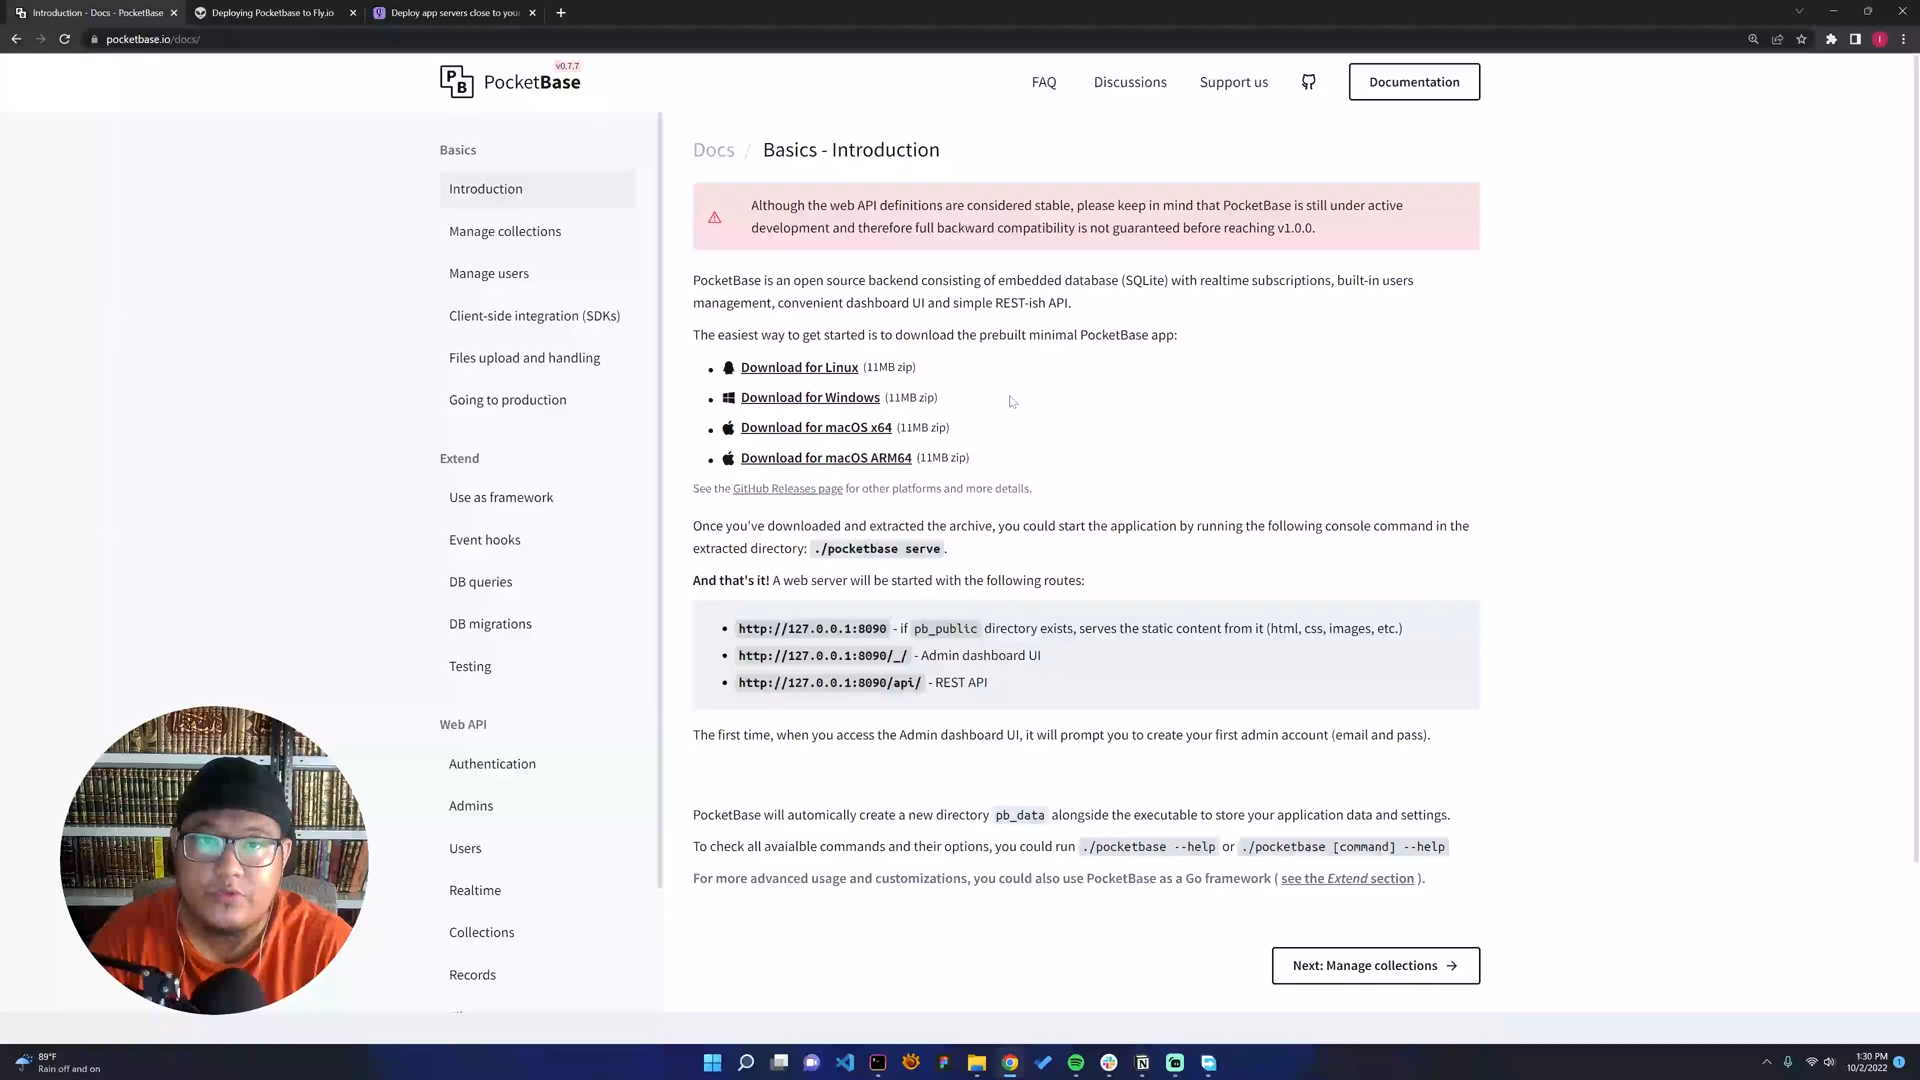 Introduction - Docs - PocketBase
Deploying Pocketbase to Fly.io
Deploy app servers close to your
pocketbase.io/docs/
PocketBase
v0.7.7
FAQ
Discussions
Support us
Documentation
Basics
Introduction
Manage collections
Manage users
Client-side integration (SDKs)
Files upload and handling
Going to production
Extend
Use as framework
Event hooks
DB queries
DB migrations
Testing
Web API
Authentication
Admins
Users
Realtime
Collections
Records
Docs / Basics - Introduction
Although the web API definitions are considered stable, please keep in mind that PocketBase is still under active
development and therefore full backward compatibility is not guaranteed before reaching v1.0.0.
PocketBase is an open source backend consisting of embedded database (SQLite) with realtime subscriptions, built-in users
management, convenient dashboard UI and simple REST-ish API.
The easiest way to get started is to download the prebuilt minimal PocketBase app:
Download for Linux (11MB zip)
Download for Windows (11MB zip)
Download for macOS x64 (11MB zip)
Download for macOS ARM64 (11MB zip)
See the GitHub Releases page for other platforms and more details.
Once you've downloaded and extracted the archive, you could start the application by running the following console command in the
extracted directory: ./pocketbase serve.
And that's it! A web server will be started with the following routes:
http://127.0.0.1:8090 - if pb_public directory exists, serves the static content from it (html, css, images, etc.)
http://127.0.0.1:8090/_/ - Admin dashboard UI
http://127.0.0.1:8090/api/ - REST API
The first time, when you access the Admin dashboard UI, it will prompt you to create your first admin account (email and pass).
PocketBase will automically create a new directory pb_data alongside the executable to store your application data and settings.
To check all avaialble commands and their options, you could run ./pocketbase --help or ./pocketbase [command] --help
For more advanced usage and customizations, you could also use PocketBase as a Go framework ( see the Extend section ).
Next: Manage collections →
89°F
Rain off and on
1:30 PM
10/2/2022